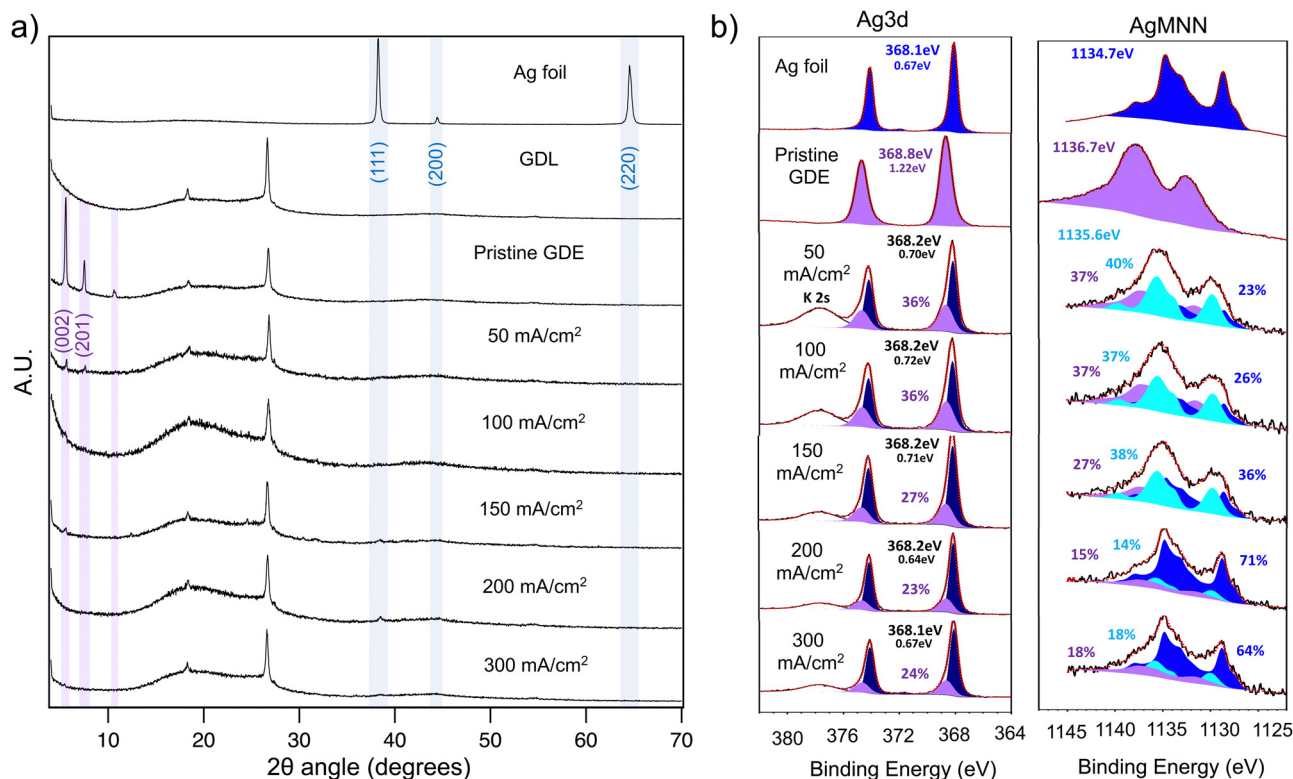 a)
Ag foil
(111)
(200)
(220)
GDL
Pristine GDE
(002)
(201)
50 mA/cm²
100 mA/cm²
150 mA/cm²
200 mA/cm²
300 mA/cm²
A.U.
10 20 30 40 50 60 70
2θ angle (degrees)
b)
Ag3d
Ag foil
368.1eV
0.67eV
Pristine
GDE
368.8eV
1.22eV
50
mA/cm²
K 2s
368.2eV
0.70eV
36%
100
mA/cm²
368.2eV
0.72eV
36%
150
mA/cm²
368.2eV
0.71eV
27%
200
mA/cm²
368.2eV
0.64eV
23%
300
mA/cm²
368.1eV
0.67eV
24%
380 376 372 368 364
Binding Energy (eV)
AgMNN
1134.7eV
1136.7eV
1135.6eV
37%
40%
23%
37%
37%
26%
27%
38%
36%
15%
14%
71%
18%
18%
64%
1145 1140 1135 1130 1125
Binding Energy (eV)